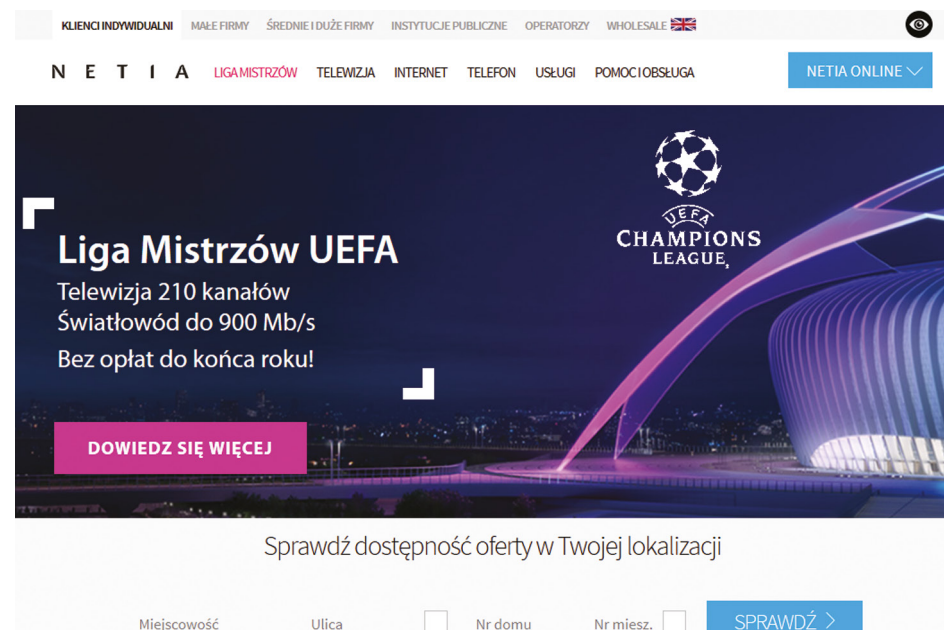 KLIENCI INDYWIDUALNI MAŁE FIRMY ŚREDNIE I DUŻE FIRMY INSTYTUCJE PUBLICZNE OPERATORZY WHOLESALE
NETIA LIGA MISTRZÓW TELEWIZJA INTERNET TELEFON USŁUGI POMOC I OBSŁUGA NETIA ONLINE
UEFA
CHAMPIONS
LEAGUE
Liga Mistrzów UEFA
Telewizja 210 kanałów
Światłowód do 900 Mb/s
Bez opłat do końca roku!
DOWIEDZ SIĘ WIĘCEJ
Sprawdź dostępność oferty w Twojej lokalizacji
Miejscowość Ulica Nr domu Nr miesz. SPRAWDŹ